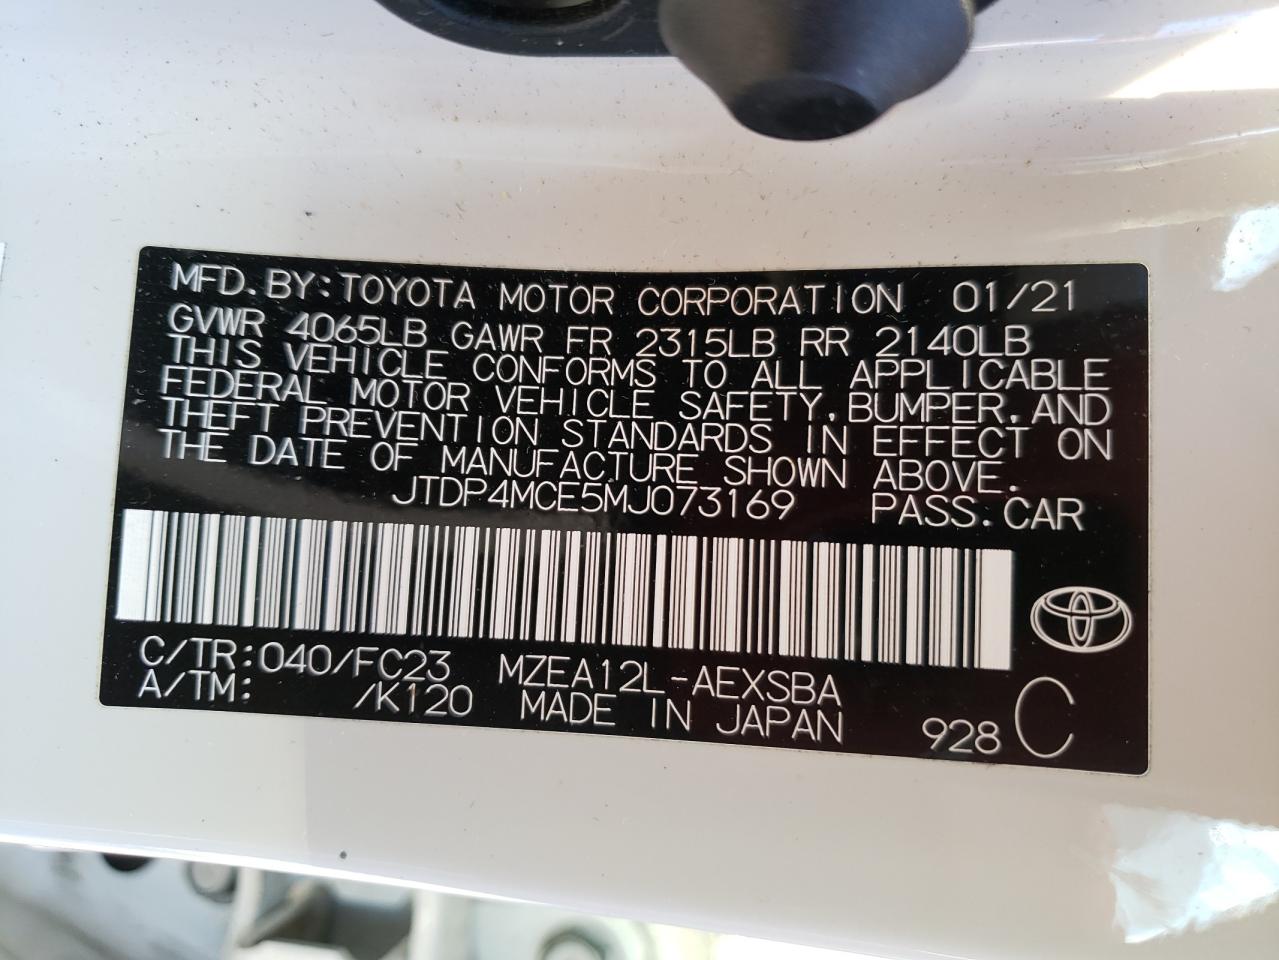 MFD.BY:TOYOTA MOTOR CORPORATION 01/21
GVWR 4065LB GAWR FR 2315LB RR 2140LB
THIS VEHICLE CONFORMS TO ALL APPLICABLE
FEDERAL MOTOR VEHICLE SAFETY,BUMPER,AND
THEFT PREVENTION STANDARDS IN EFFECT ON
THE DATE OF MANUFACTURE SHOWN ABOVE.
JTDP4MCE5MJ073169 PASS.CAR
C/TR:040/FC23 MZEA12L-AEXSBA
A/TM: /K120 MADE IN JAPAN 928 C